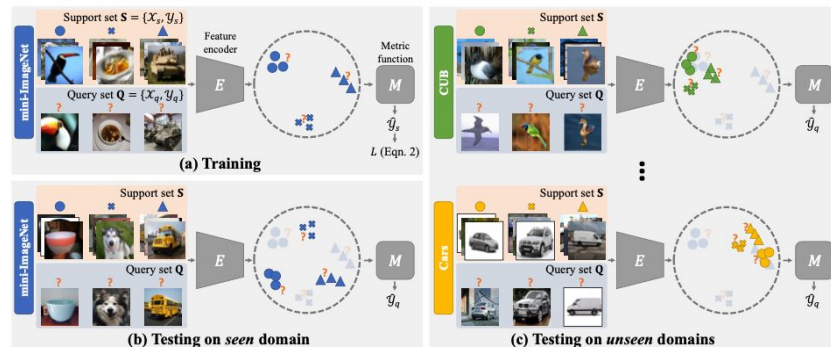 mini-ImageNet
Support set S = {𝒳ₛ, 𝒴ₛ}
Query set Q = {𝒳q, 𝒴q}
?
?
?
Feature
encoder
E
?
?
?
Metric
function
M
ŷₛ
L (Eqn. 2)
(a) Training
mini-ImageNet
Support set S
Query set Q
?
?
?
E
?
?
?
?
?
?
M
ŷq
(b) Testing on seen domain
CUB
Support set S
Query set Q
?
?
?
E
?
?
?
?
?
?
M
ŷq
Cars
Support set S
Query set Q
?
?
?
E
?
?
?
?
?
?
M
ŷq
(c) Testing on unseen domains